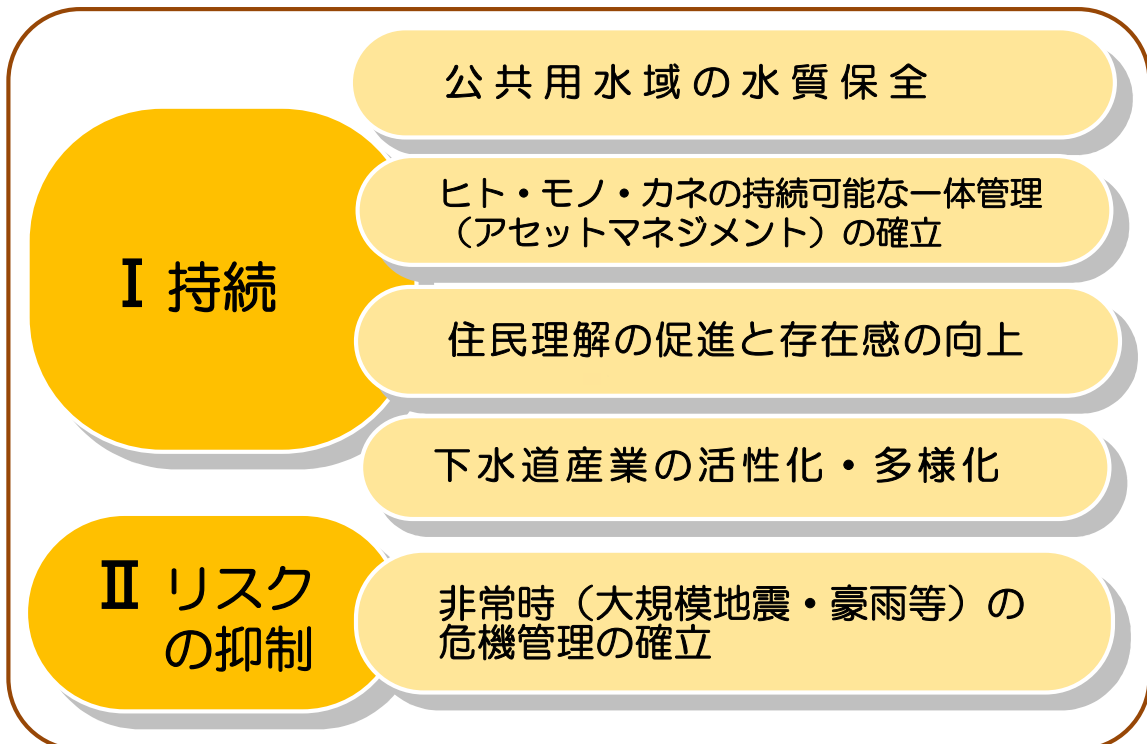 公共用水域の水質保全
ヒト・モノ・カネの持続可能な一体管理
（アセットマネジメント）の確立
Ⅰ 持続
住民理解の促進と存在感の向上
下水道産業の活性化・多様化
Ⅱ リスク
の抑制
非常時（大規模地震・豪雨等）の
危機管理の確立